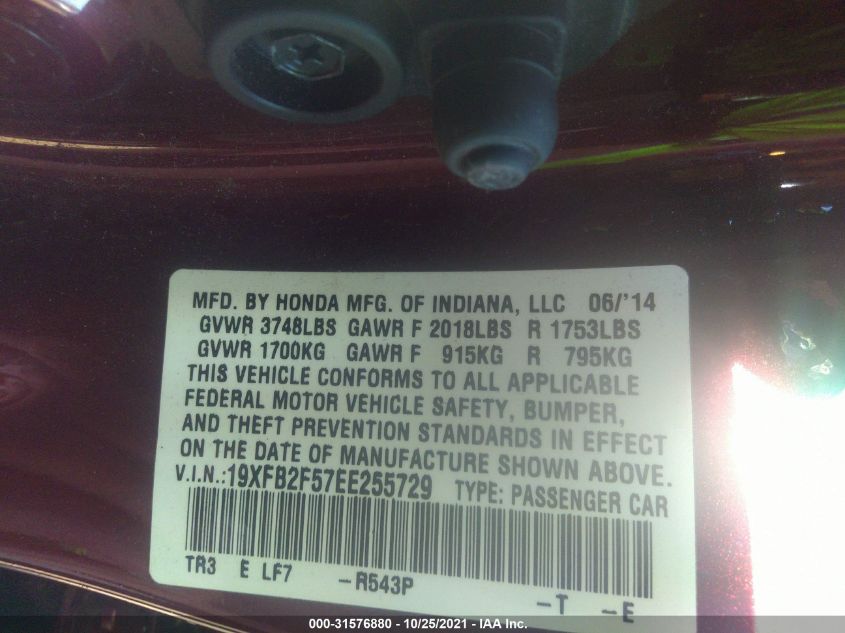 MFD. BY HONDA MFG. OF INDIANA, LLC 06/'14
GVWR 3748LBS GAWR F 2018LBS R 1753LBS
GVWR 1700KG GAWR F 915KG R 795KG
THIS VEHICLE CONFORMS TO ALL APPLICABLE
FEDERAL MOTOR VEHICLE SAFETY, BUMPER,
AND THEFT PREVENTION STANDARDS IN EFFECT
ON THE DATE OF MANUFACTURE SHOWN ABOVE.
V.I.N.:19XFB2F57EE255729 TYPE: PASSENGER CAR
TR3 E LF7 –R543P –T –E
000-31576880 - 10/25/2021 - IAA Inc.